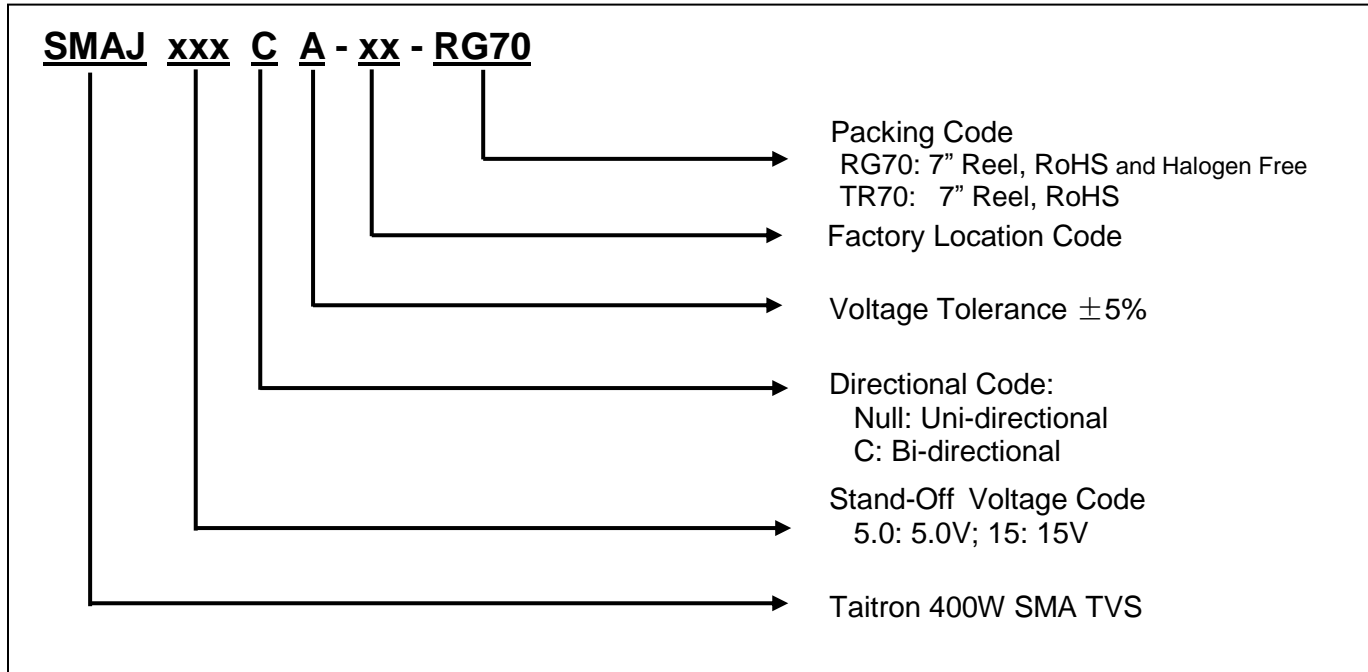 SMAJ xxx C A - xx - RG70
Packing Code
RG70: 7” Reel, RoHS and Halogen Free
TR70: 7” Reel, RoHS
Factory Location Code
Voltage Tolerance ±5%
Directional Code:
Null: Uni-directional
C: Bi-directional
Stand-Off Voltage Code
5.0: 5.0V; 15: 15V
Taitron 400W SMA TVS